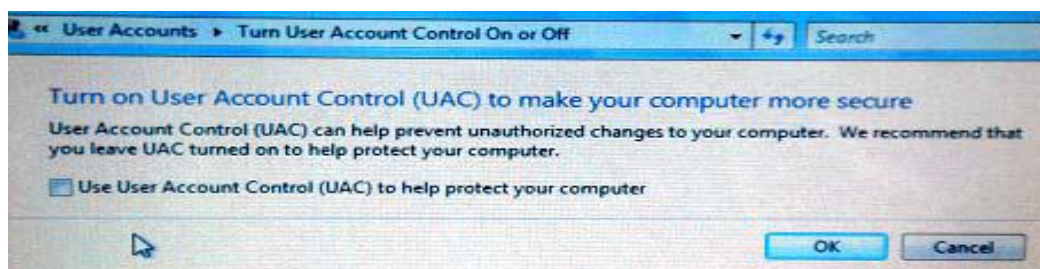 « User Accounts ▸ Turn User Account Control On or Off Search
Turn on User Account Control (UAC) to make your computer more secure
User Account Control (UAC) can help prevent unauthorized changes to your computer. We recommend that
you leave UAC turned on to help protect your computer.
Use User Account Control (UAC) to help protect your computer
OK Cancel